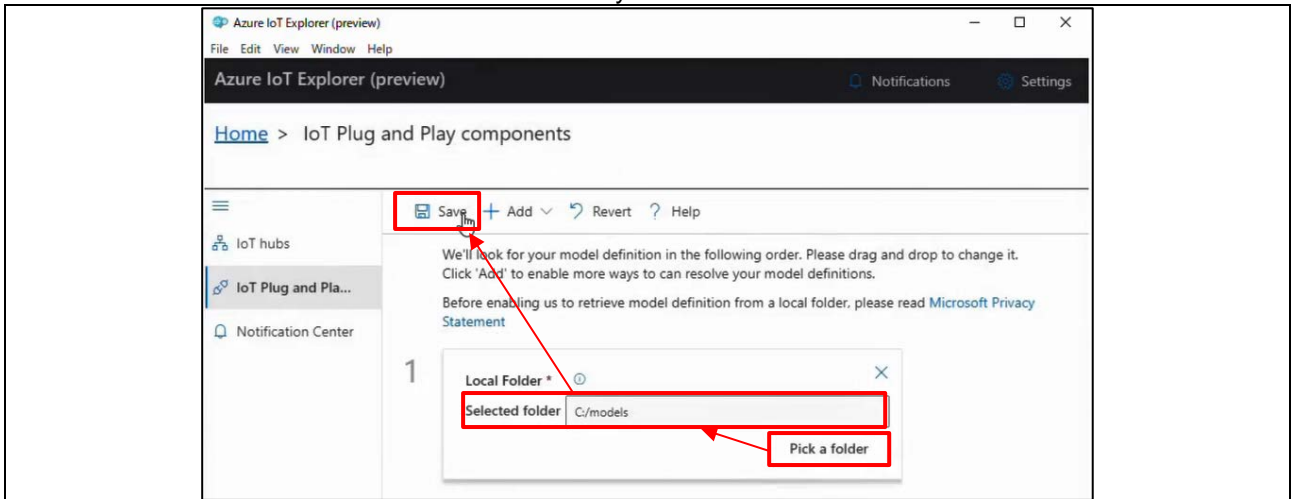 Azure IoT Explorer (preview)
File Edit View Window Help
Azure IoT Explorer (preview)
Notifications
Settings
Home > IoT Plug and Play components
Save
Add
Revert
? Help
IoT hubs
IoT Plug and Pla...
Notification Center
We'll look for your model definition in the following order. Please drag and drop to change it.
Click 'Add' to enable more ways to can resolve your model definitions.
Before enabling us to retrieve model definition from a local folder, please read Microsoft Privacy
Statement
1
Local Folder *
Selected folder C:/models
Pick a folder